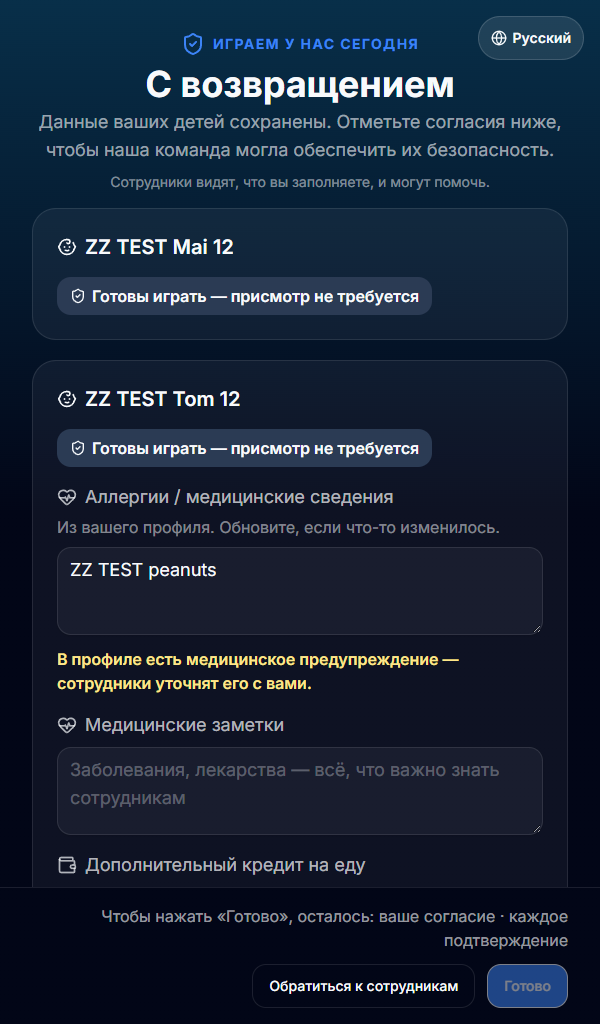 ИГРАЕМ У НАС СЕГОДНЯ
Русский
С возвращением
Данные ваших детей сохранены. Отметьте согласия ниже,
чтобы наша команда могла обеспечить их безопасность.
Сотрудники видят, что вы заполняете, и могут помочь.
ZZ TEST Mai 12
Готовы играть — присмотр не требуется
ZZ TEST Tom 12
Готовы играть — присмотр не требуется
Аллергии / медицинские сведения
Из вашего профиля. Обновите, если что-то изменилось.
ZZ TEST peanuts
В профиле есть медицинское предупреждение —
сотрудники уточнят его с вами.
Медицинские заметки
Заболевания, лекарства — всё, что важно знать
сотрудникам
Дополнительный кредит на еду
Чтобы нажать «Готово», осталось: ваше согласие · каждое
подтверждение
Обратиться к сотрудникам
Готово